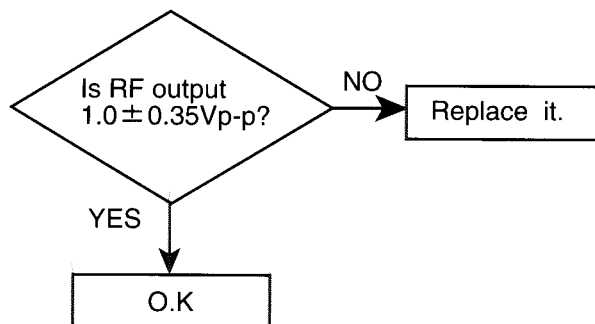 Is RF output
1.0±0.35Vp-p?
NO
Replace it.
YES
O.K